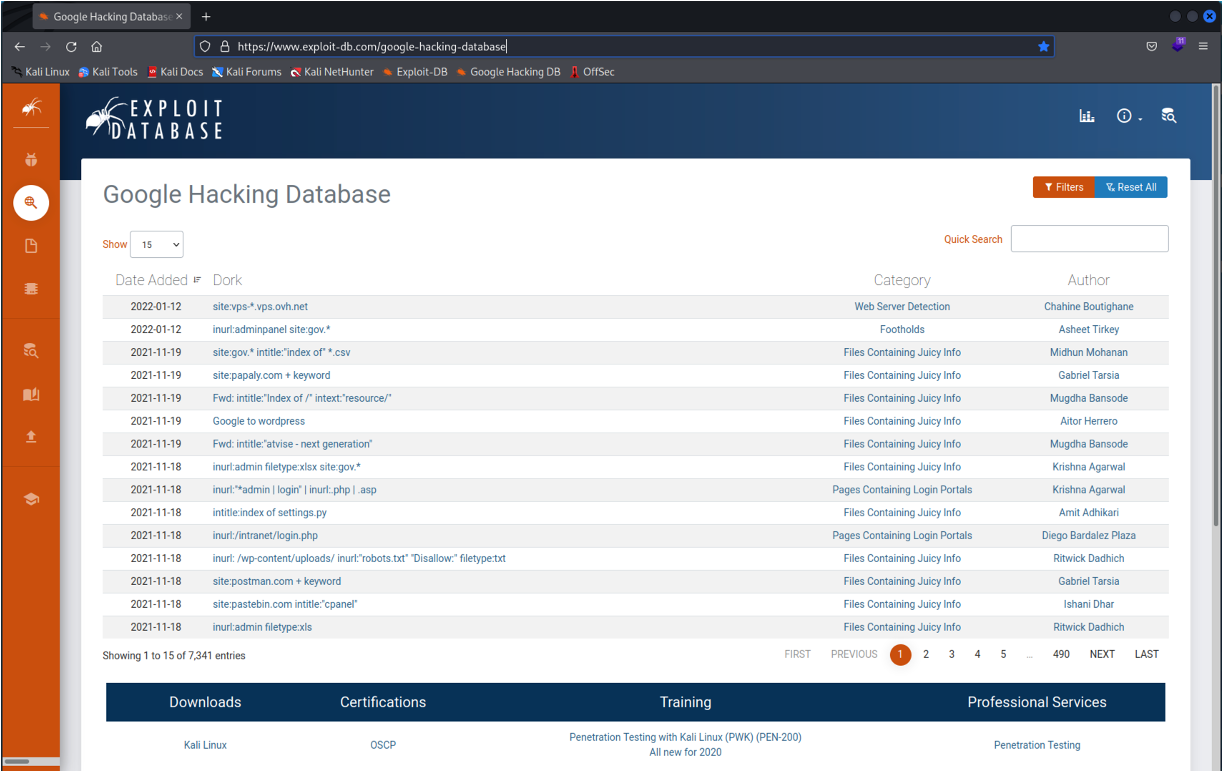 Google Hacking Database
https://www.exploit-db.com/google-hacking-database
11
Kali Linux Kali Tools Kali Docs Kali Forums Kali NetHunter Exploit-DB Google Hacking DB OffSec
EXPLOIT
DATABASE
Google Hacking Database
Filters Reset All
Show 15 Quick Search
Date Added Dork Category Author
2022-01-12 site:vps-*.vps.ovh.net Web Server Detection Chahine Boutighane
2022-01-12 inurl:adminpanel site:gov.* Footholds Asheet Tirkey
2021-11-19 site:gov.* intitle:"index of" *.csv Files Containing Juicy Info Midhun Mohanan
2021-11-19 site:papaly.com + keyword Files Containing Juicy Info Gabriel Tarsia
2021-11-19 Fwd: intitle:"Index of /" intext:"resource/" Files Containing Juicy Info Mugdha Bansode
2021-11-19 Google to wordpress Files Containing Juicy Info Aitor Herrero
2021-11-19 Fwd: intitle:"atvise - next generation" Files Containing Juicy Info Mugdha Bansode
2021-11-18 inurl:admin filetype:xlsx site:gov.* Files Containing Juicy Info Krishna Agarwal
2021-11-18 inurl:"*admin | login" | inurl:.php | .asp Pages Containing Login Portals Krishna Agarwal
2021-11-18 intitle:index of settings.py Files Containing Juicy Info Amit Adhikari
2021-11-18 inurl:/intranet/login.php Pages Containing Login Portals Diego Bardalez Plaza
2021-11-18 inurl: /wp-content/uploads/ inurl:"robots.txt" "Disallow:" filetype:txt Files Containing Juicy Info Ritwick Dadhich
2021-11-18 site:postman.com + keyword Files Containing Juicy Info Gabriel Tarsia
2021-11-18 site:pastebin.com intitle:"cpanel" Files Containing Juicy Info Ishani Dhar
2021-11-18 inurl:admin filetype:xls Files Containing Juicy Info Ritwick Dadhich
Showing 1 to 15 of 7,341 entries FIRST PREVIOUS 1 2 3 4 5 … 490 NEXT LAST
Downloads Certifications Training Professional Services
Kali Linux OSCP Penetration Testing with Kali Linux (PWK) (PEN-200) Penetration Testing
All new for 2020